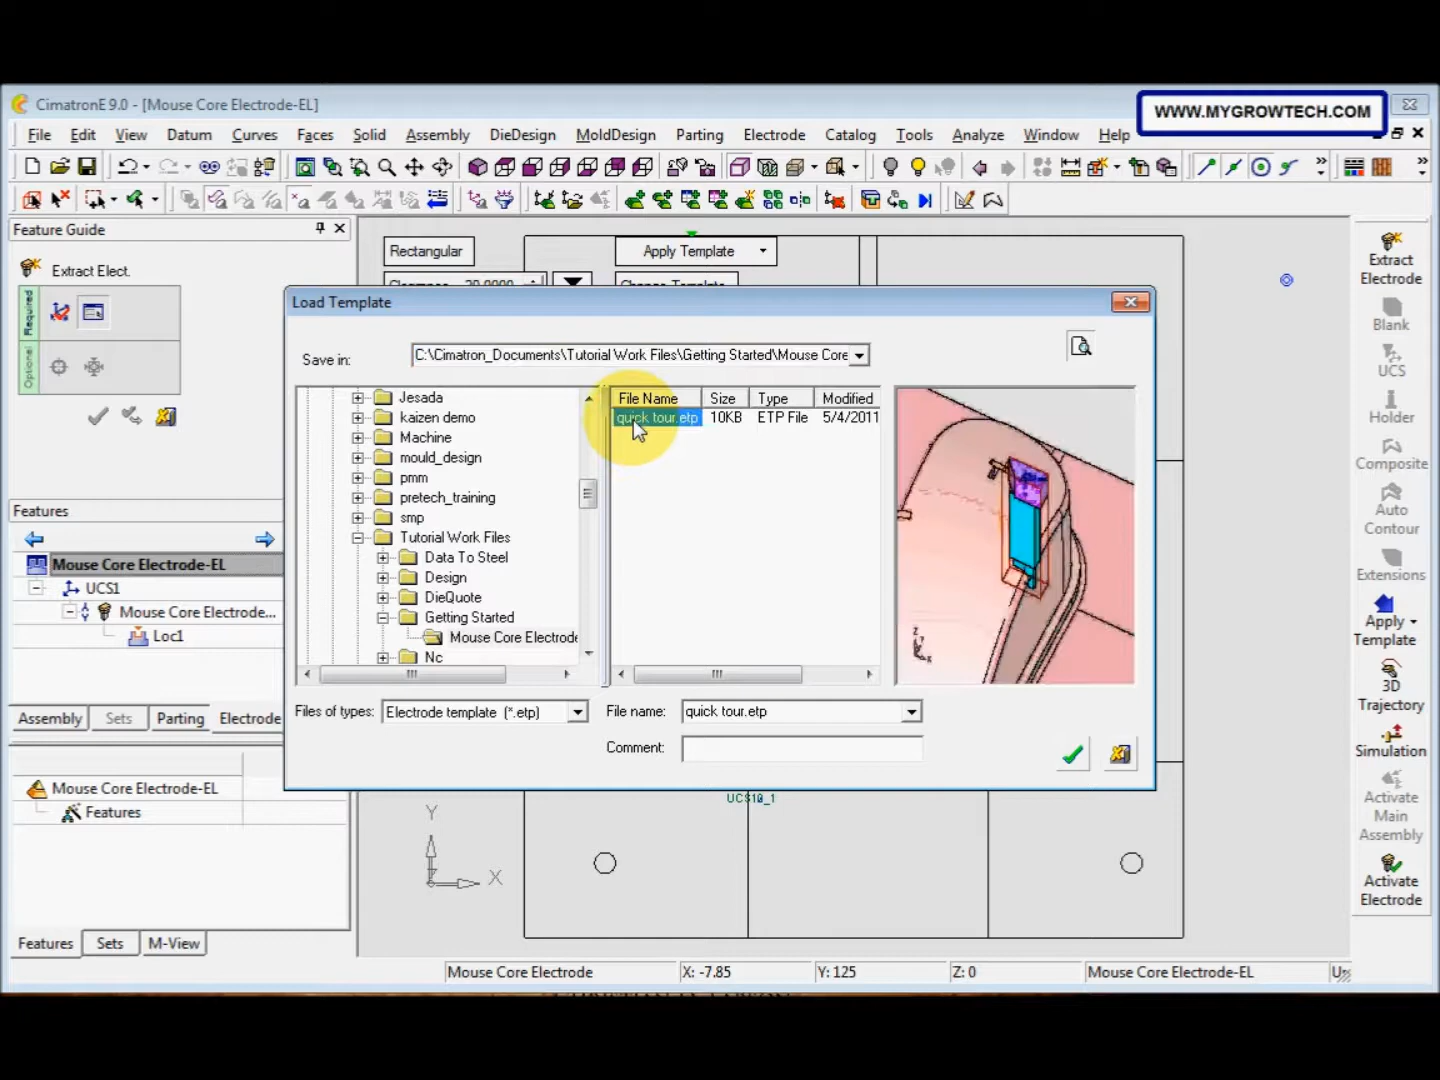 CimatronE 9.0 - [Mouse Core Electrode-EL]
WWW.MYGROWTECH.COM
File Edit View Datum Curves Faces Solid Assembly DieDesign MoldDesign Parting Electrode Catalog Tools Analyze Window Help
Feature Guide
Extract Elect.
Required
Optional
Rectangular
Apply Template
Load Template
Save in:
C:\Cimatron_Documents\Tutorial Work Files\Getting Started\Mouse Core
Jesada
kaizen demo
Machine
mould_design
pmm
pretech_training
smp
Tutorial Work Files
Data To Steel
Design
DieQuote
Getting Started
Mouse Core Electrode
Nc
File Name Size Type Modified
quick tour.etp 10KB ETP File 5/4/2011
Files of types: Electrode template (*.etp)
File name: quick tour.etp
Comment:
Features
Mouse Core Electrode-EL
UCS1
Mouse Core Electrode...
Loc1
Assembly Sets Parting Electrode
Mouse Core Electrode-EL
Features
Features Sets M-View
Y
X
Extract
Electrode
Blank
UCS
Holder
Composite
Auto
Contour
Extensions
Apply
Template
3D
Trajectory
Simulation
Activate
Main
Assembly
Activate
Electrode
Mouse Core Electrode X: -7.85 Y: 125 Z: 0 Mouse Core Electrode-EL